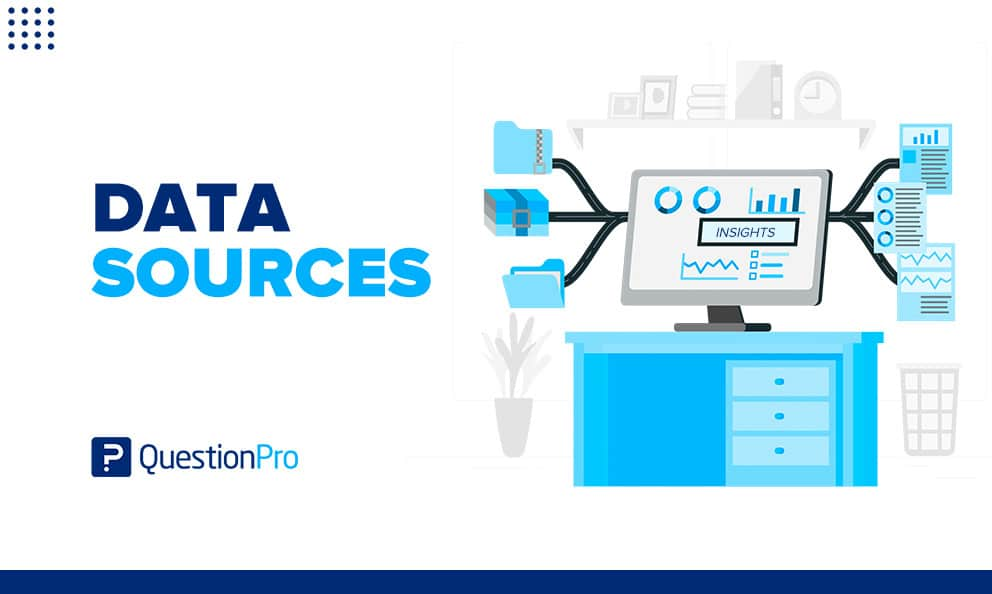 DATA
SOURCES
QuestionPro
INSIGHTS